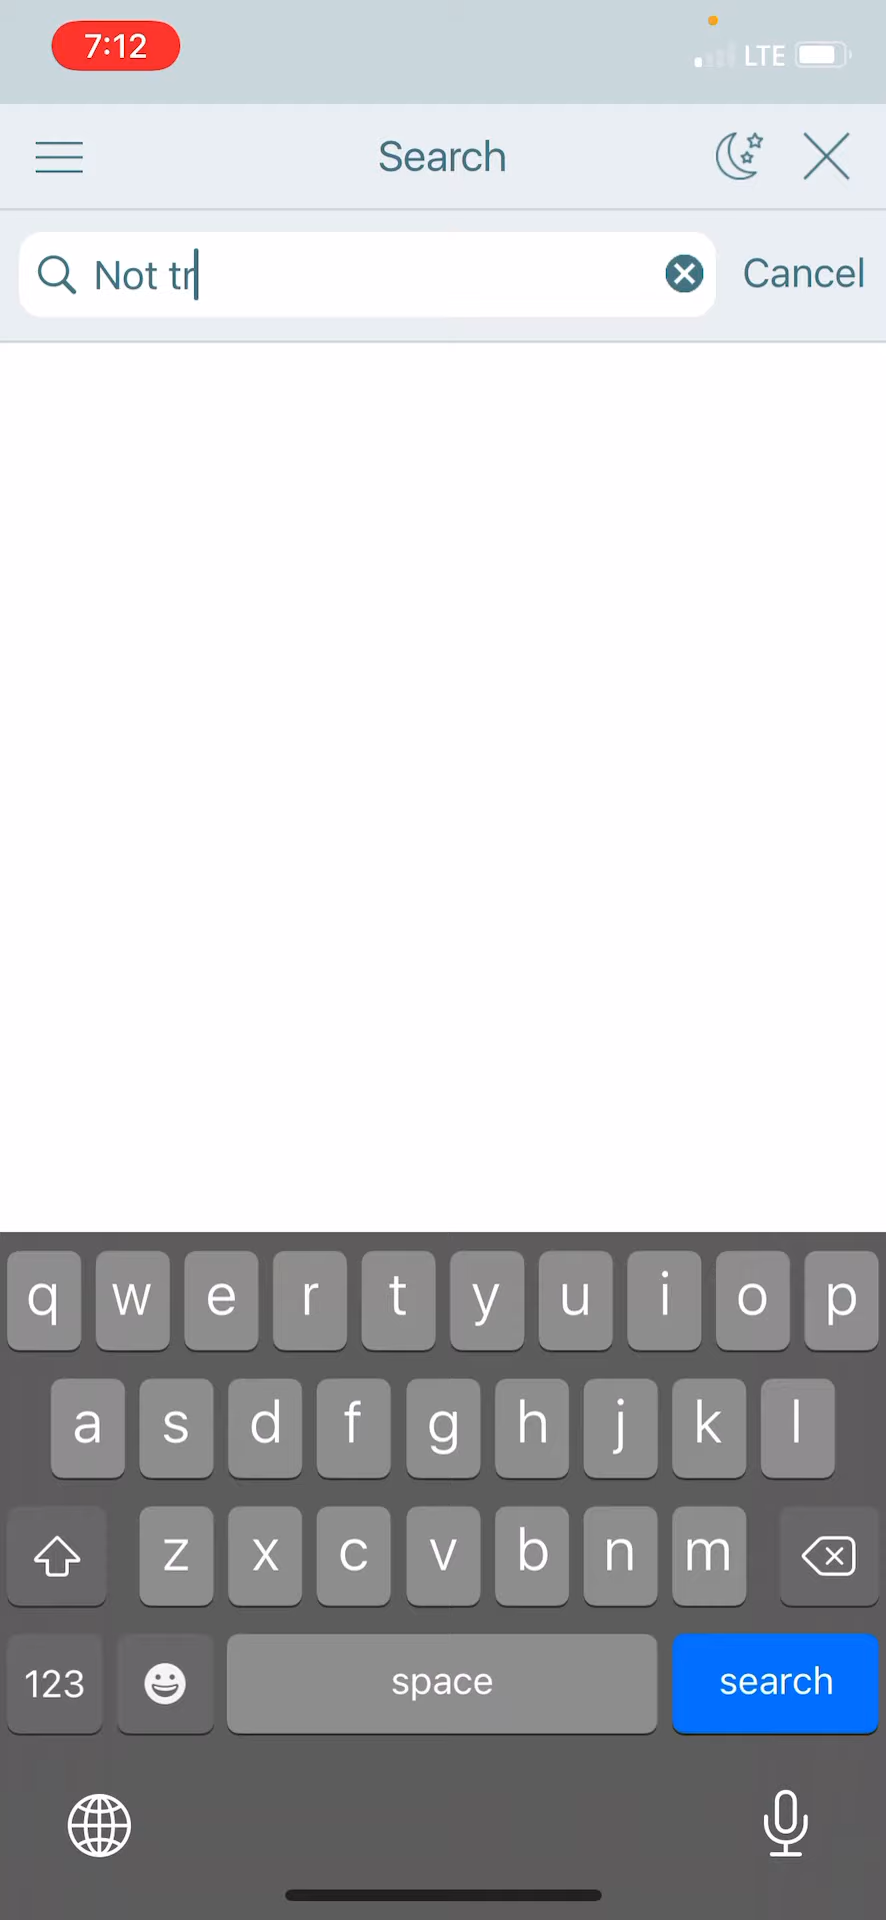 7:12
LTE
Search
Not tr
Cancel
q w e r t y u i o p
a s d f g h j k l
z x c v b n m
123 space search